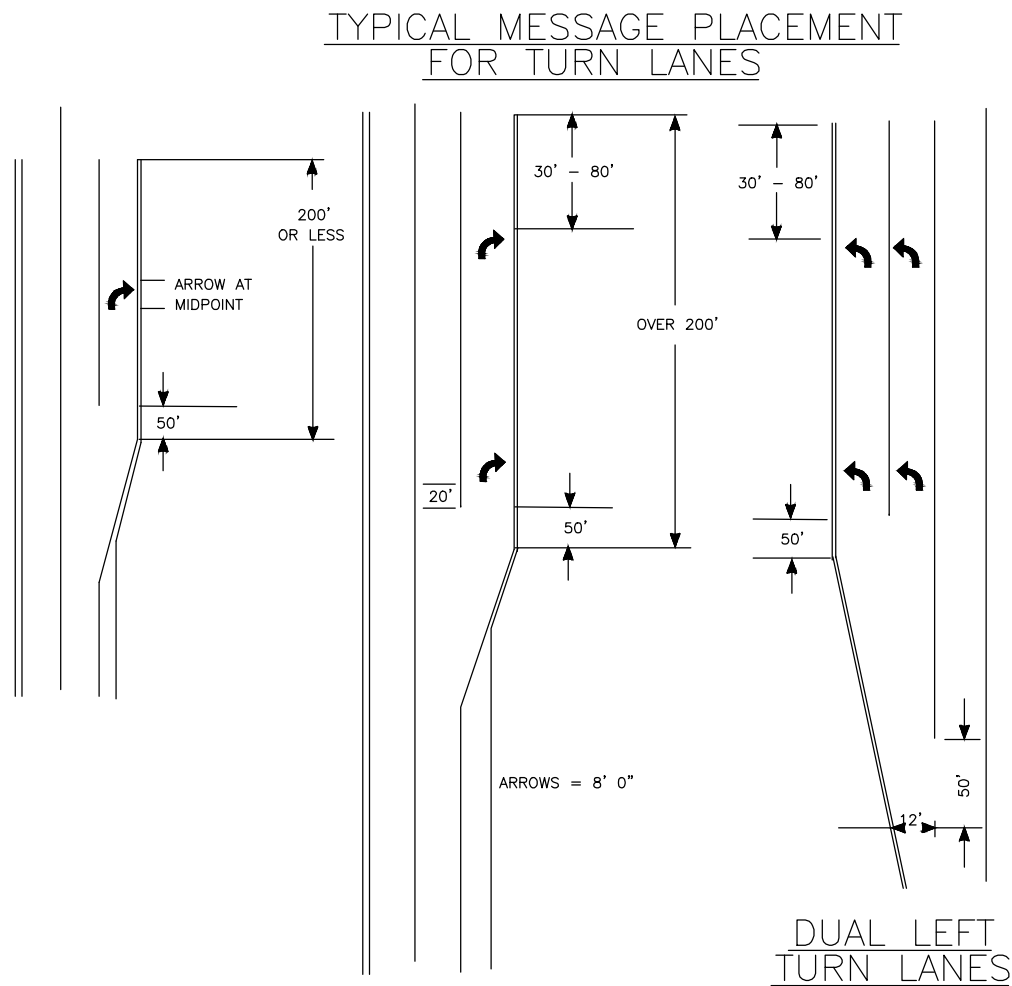 TYPICAL MESSAGE PLACEMENT
FOR TURN LANES
200'
OR LESS
ARROW AT
MIDPOINT
50'
30' - 80'
OVER 200'
20'
50'
ARROWS = 8' 0"
30' - 80'
50'
50'
12'
DUAL LEFT
TURN LANES